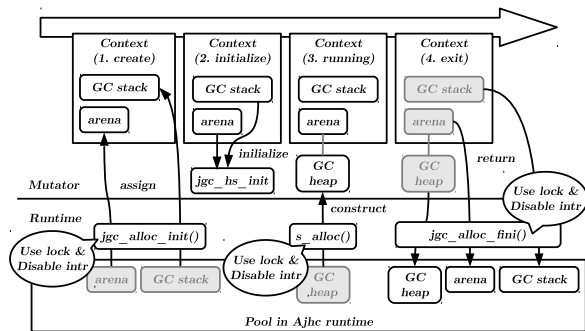 Context
(1. create)
Context
(2. initialize)
Context
(3. running)
Context
(4. exit)
GC stack
GC stack
GC stack
GC stack
arena
arena
arena
arena
inilialize
jgc_hs_init
GC
heap
GC
heap
return
Mutator
assign
construct
Use lock &
Disable intr
Runtime
jgc_alloc_init()
s_alloc()
jgc_alloc_fini()
Use lock &
Disable intr
Use lock &
Disable intr
arena
GC stack
GC
heap
GC
heap
arena
GC stack
Pool in Ajhc runtime